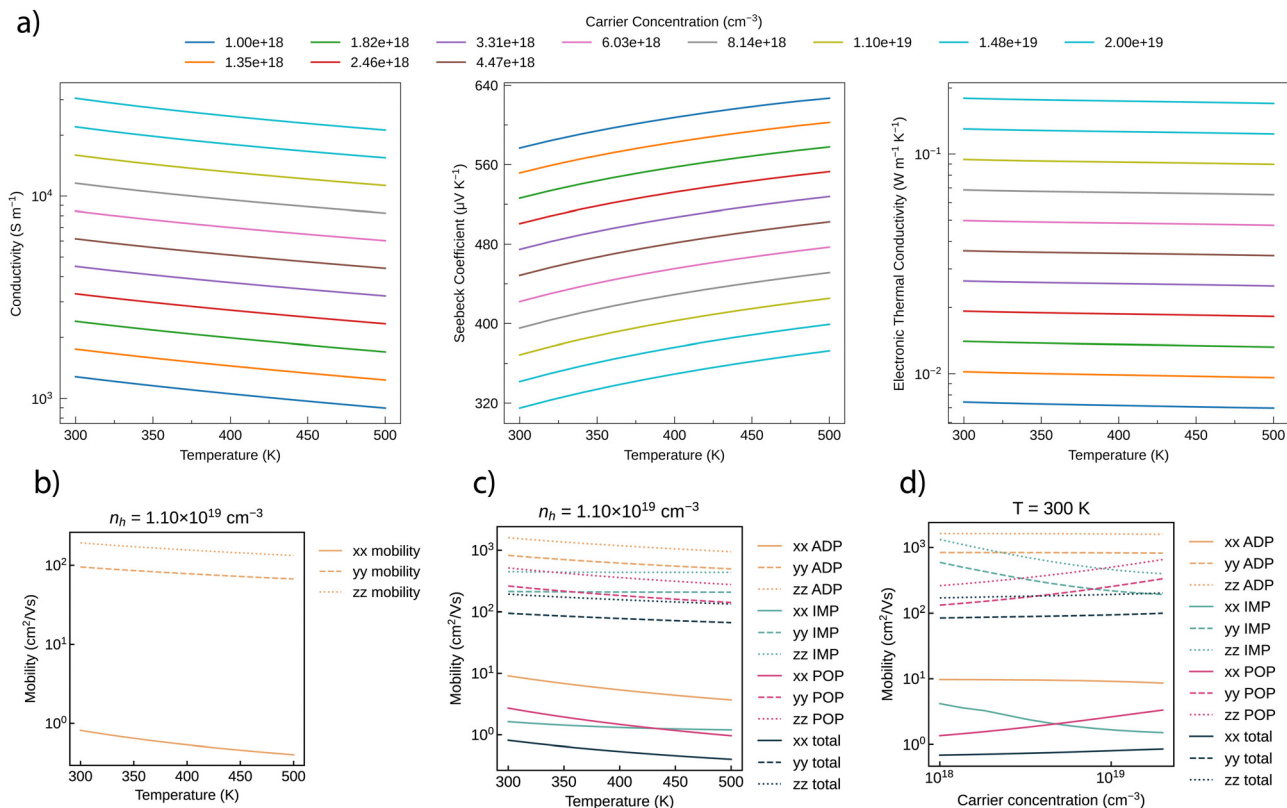 a)
Carrier Concentration (cm⁻³)
1.00e+18
1.82e+18
3.31e+18
6.03e+18
8.14e+18
1.10e+19
1.48e+19
2.00e+19
1.35e+18
2.46e+18
4.47e+18
Conductivity (S m⁻¹)
10⁴
10³
300 350 400 450 500
Temperature (K)
Seebeck Coefficient (µV K⁻¹)
640
560
480
400
320
300 350 400 450 500
Temperature (K)
Electronic Thermal Conductivity (W m⁻¹ K⁻¹)
10⁻¹
10⁻²
300 350 400 450 500
Temperature (K)
b)
n_h = 1.10×10¹⁹ cm⁻³
Mobility (cm²/Vs)
10²
10¹
10⁰
300 350 400 450 500
Temperature (K)
xx mobility
yy mobility
zz mobility
c)
n_h = 1.10×10¹⁹ cm⁻³
Mobility (cm²/Vs)
10³
10²
10¹
10⁰
300 350 400 450 500
Temperature (K)
xx ADP
yy ADP
zz ADP
xx IMP
yy IMP
zz IMP
xx POP
yy POP
zz POP
xx total
yy total
zz total
d)
T = 300 K
Mobility (cm²/Vs)
10³
10²
10¹
10⁰
10¹⁸ 10¹⁹
Carrier concentration (cm⁻³)
xx ADP
yy ADP
zz ADP
xx IMP
yy IMP
zz IMP
xx POP
yy POP
zz POP
xx total
yy total
zz total